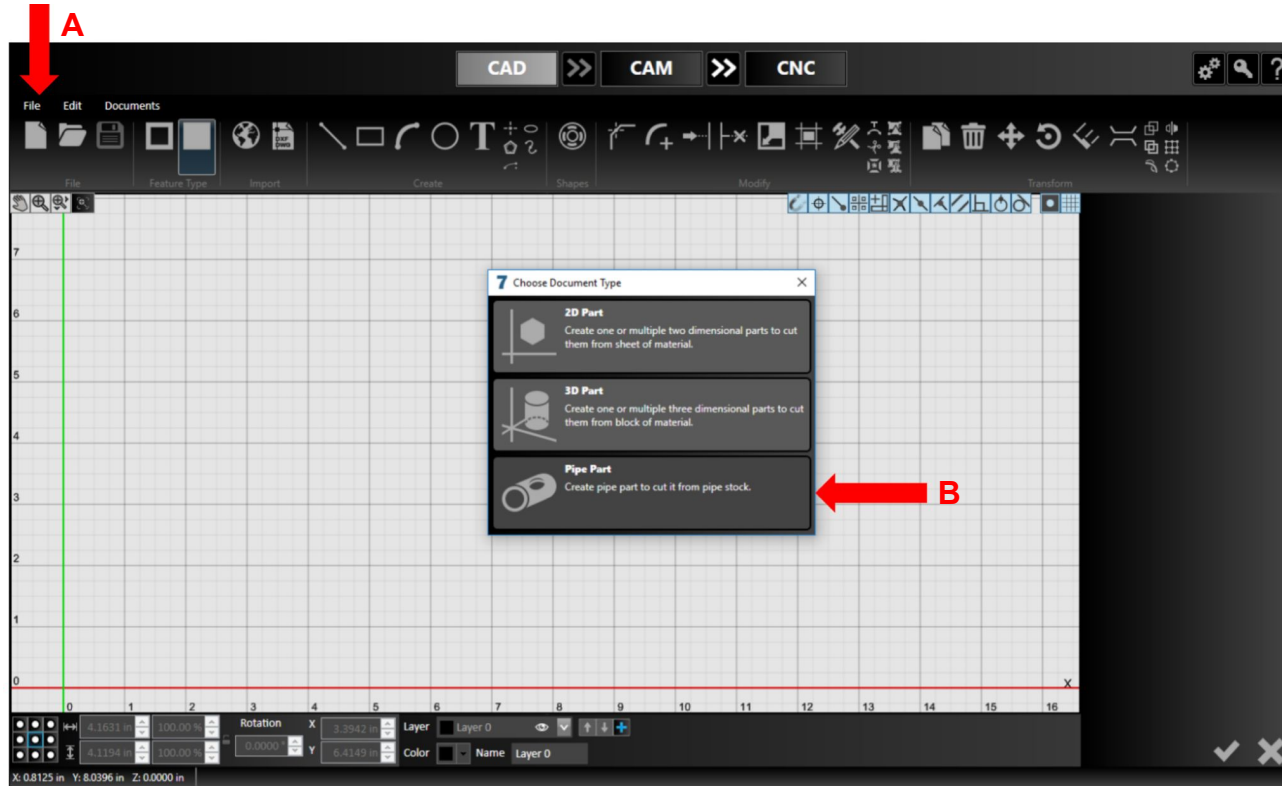 A
CAD
CAM
CNC
?
File Edit Documents
DXF
DWG
T
File Feature Type Import Create Shapes Modify Transform
7
6
5
4
3
2
1
0
7 Choose Document Type
2D Part
Create one or multiple two dimensional parts to cut
them from sheet of material.
3D Part
Create one or multiple three dimensional parts to cut
them from block of material.
Pipe Part
Create pipe part to cut it from pipe stock.
B
X
0 1 2 3 4 5 6 7 8 9 10 11 12 13 14 15 16
4.1631 in 100.00 % Rotation X 3.3942 in Layer Layer 0
4.1194 in 100.00 % 0.0000 ° Y 6.4149 in Color Name Layer 0
X: 0.8125 in Y: 8.0396 in Z: 0.0000 in